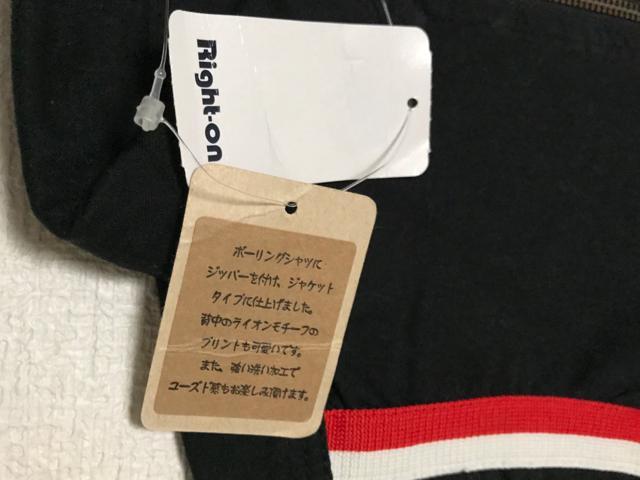 Right-on
ボーリングシャツに
ジッパーを付け、ジャケット
タイプに仕上げました。
背中のライオンモチーフの
プリントも可愛いです。
また、強い洗い加工で
ユーズド感もお楽しみ頂けます。